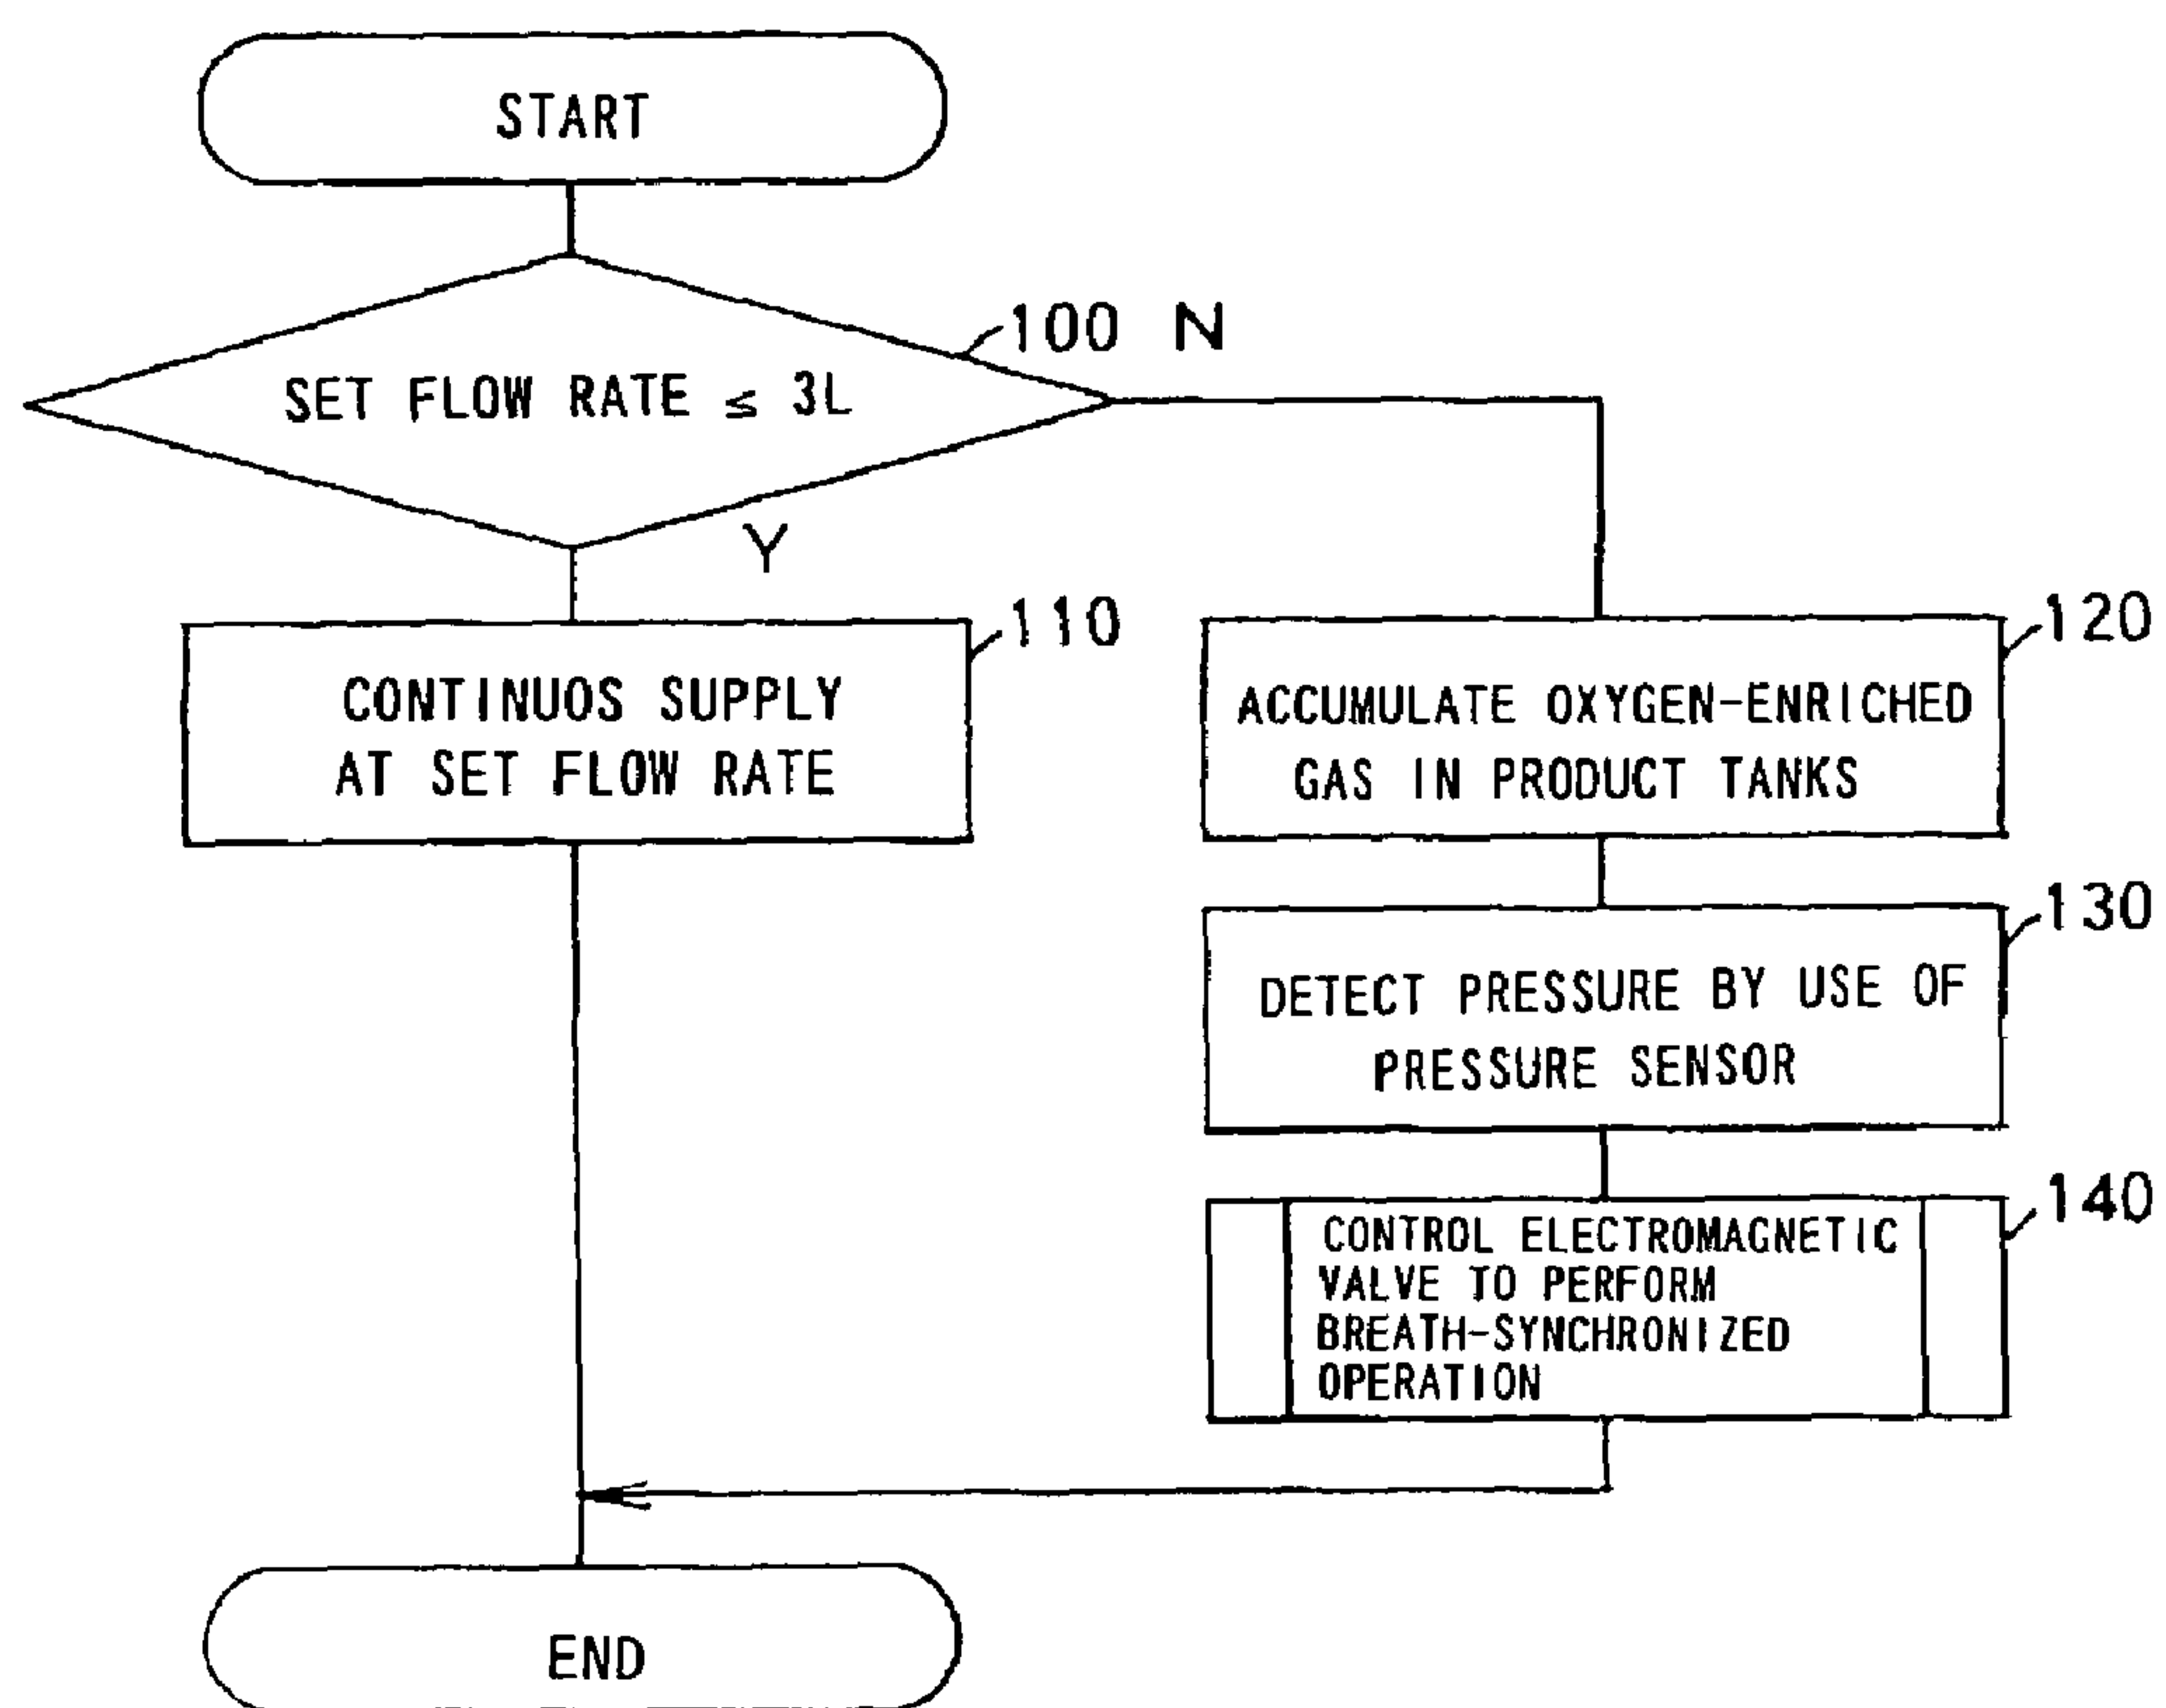 START
100 N
SET FLOW RATE ≤ 3L
Y
110
CONTINUOS SUPPLY
AT SET FLOW RATE
120
ACCUMULATE OXYGEN-ENRICHED
GAS IN PRODUCT TANKS
130
DETECT PRESSURE BY USE OF
PRESSURE SENSOR
140
CONTROL ELECTROMAGNETIC
VALVE TO PERFORM
BREATH-SYNCHRONIZED
OPERATION
END